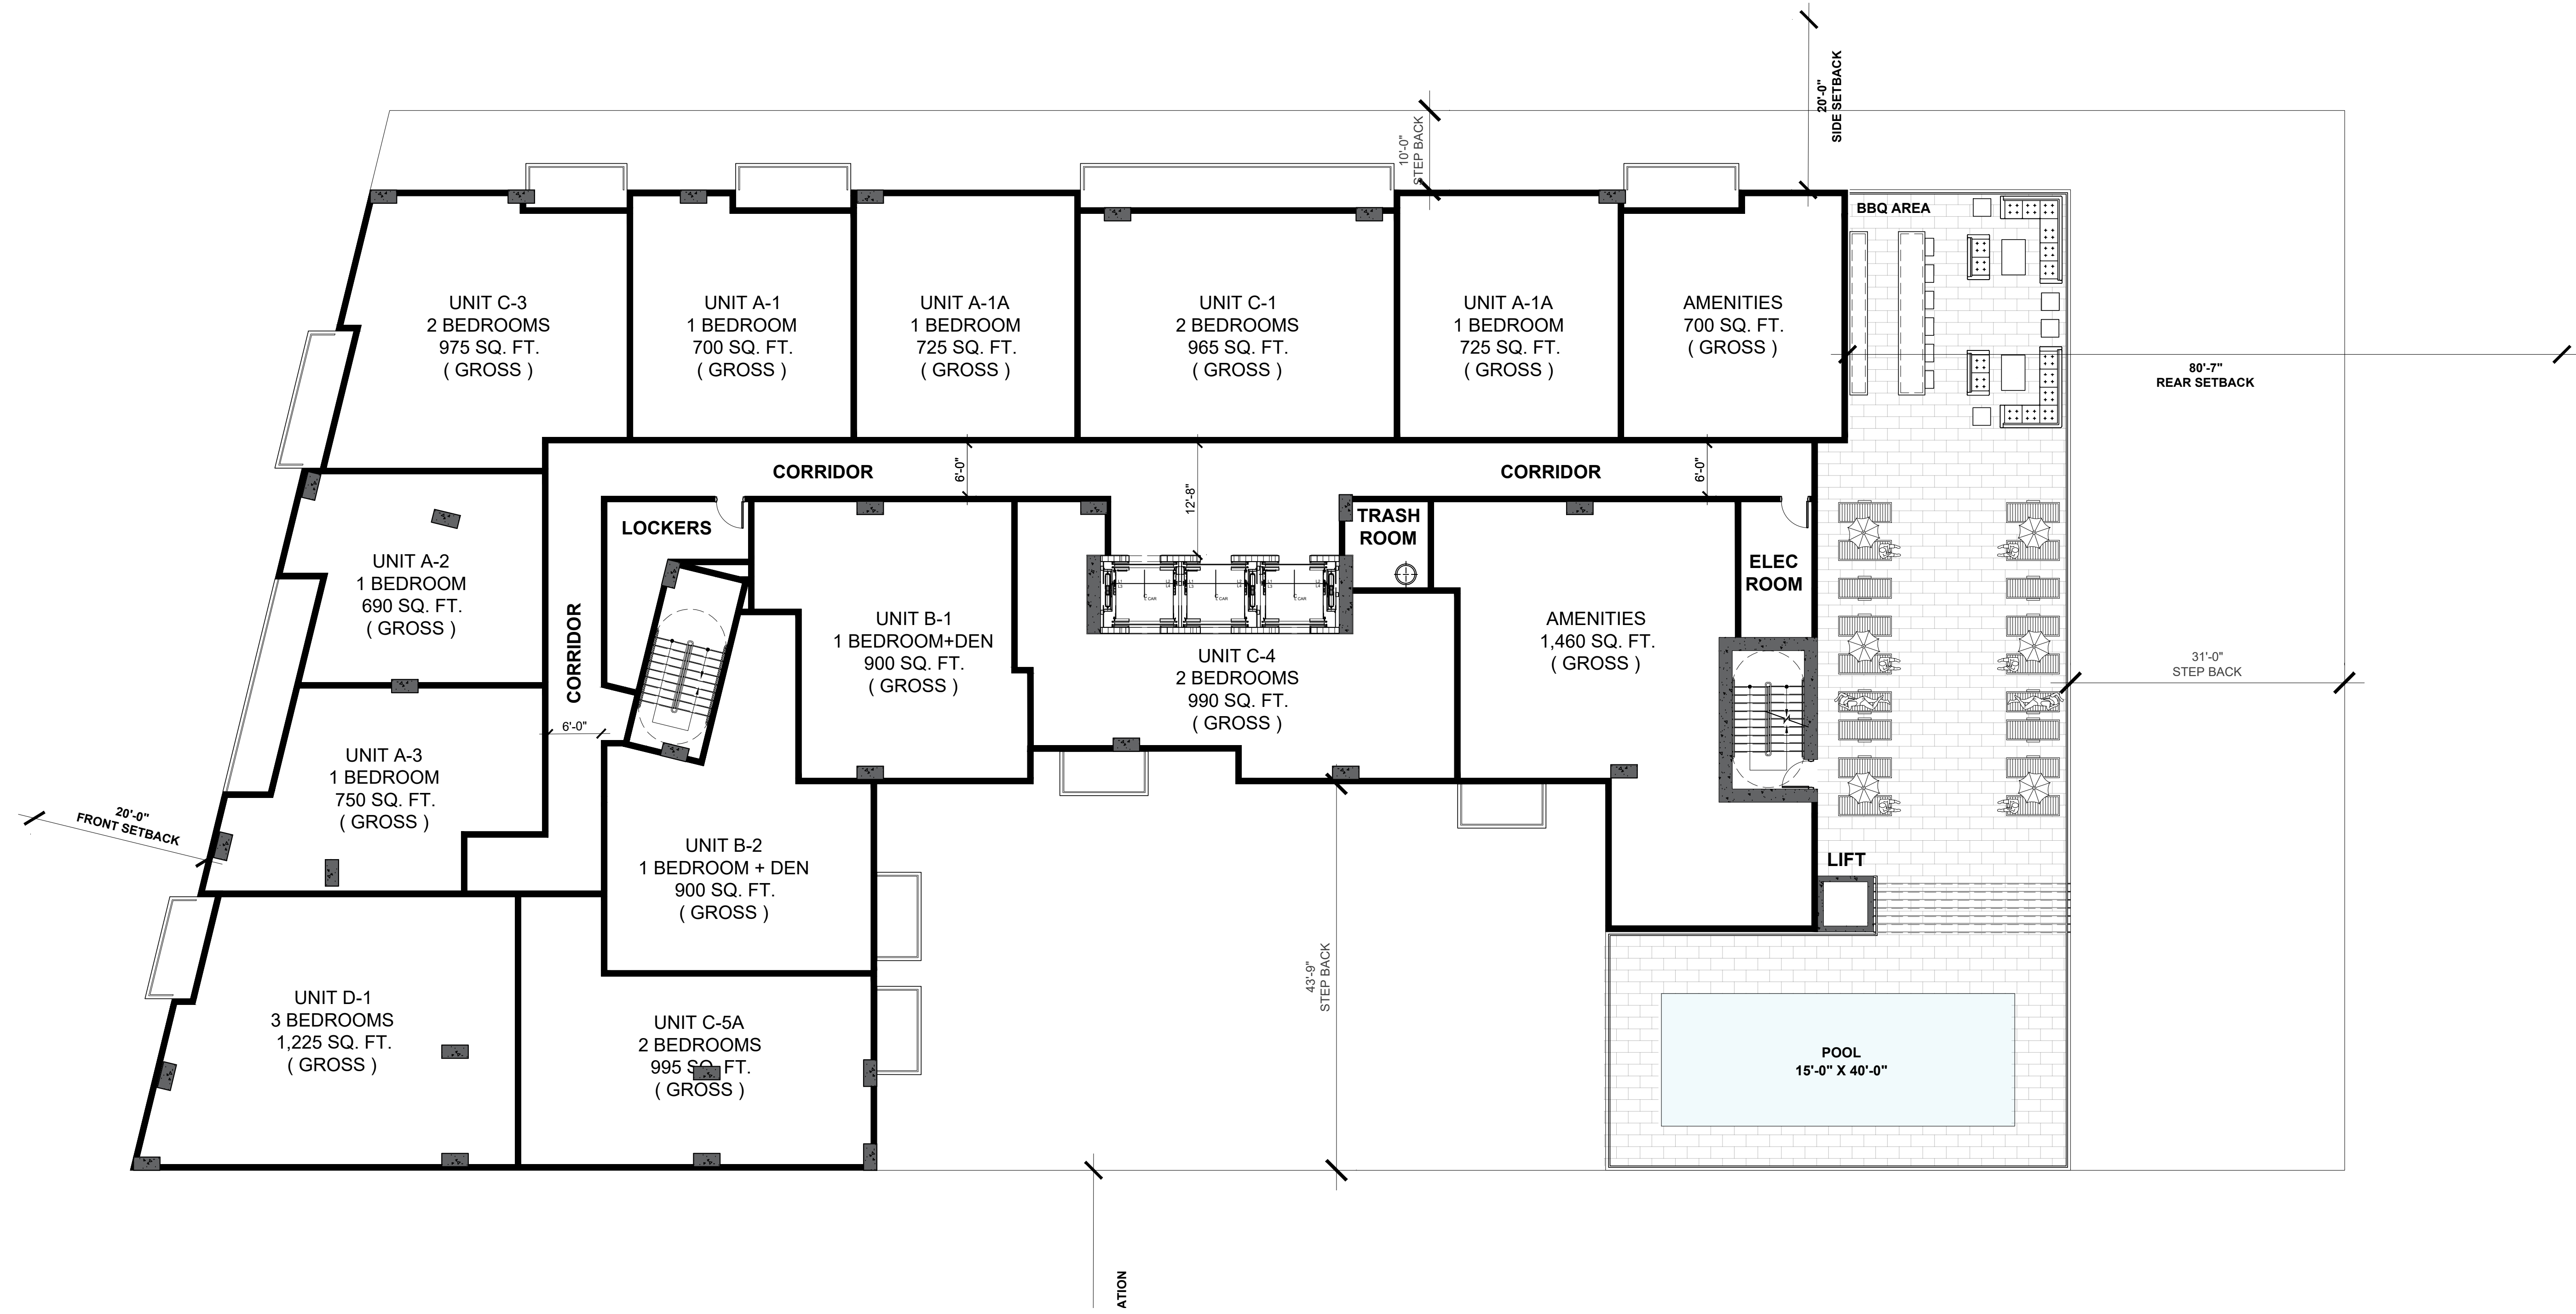 20'-0"
SIDE SETBACK
10'-0"
STEP BACK
BBQ AREA
UNIT C-3
2 BEDROOMS
975 SQ. FT.
( GROSS )
UNIT A-1
1 BEDROOM
700 SQ. FT.
( GROSS )
UNIT A-1A
1 BEDROOM
725 SQ. FT.
( GROSS )
UNIT C-1
2 BEDROOMS
965 SQ. FT.
( GROSS )
UNIT A-1A
1 BEDROOM
725 SQ. FT.
( GROSS )
AMENITIES
700 SQ. FT.
( GROSS )
80'-7"
REAR SETBACK
CORRIDOR
6'-0"
12'-8"
CORRIDOR
6'-0"
LOCKERS
TRASH
ROOM
ELEC
ROOM
UNIT A-2
1 BEDROOM
690 SQ. FT.
( GROSS )
CORRIDOR
6'-0"
UNIT B-1
1 BEDROOM+DEN
900 SQ. FT.
( GROSS )
CAR
CAR
CAR
UNIT C-4
2 BEDROOMS
990 SQ. FT.
( GROSS )
AMENITIES
1,460 SQ. FT.
( GROSS )
31'-0"
STEP BACK
UNIT A-3
1 BEDROOM
750 SQ. FT.
( GROSS )
20'-0"
FRONT SETBACK
UNIT B-2
1 BEDROOM + DEN
900 SQ. FT.
( GROSS )
LIFT
43'-9"
STEP BACK
UNIT D-1
3 BEDROOMS
1,225 SQ. FT.
( GROSS )
UNIT C-5A
2 BEDROOMS
995 SQ. FT.
( GROSS )
POOL
15'-0" X 40'-0"
ATION